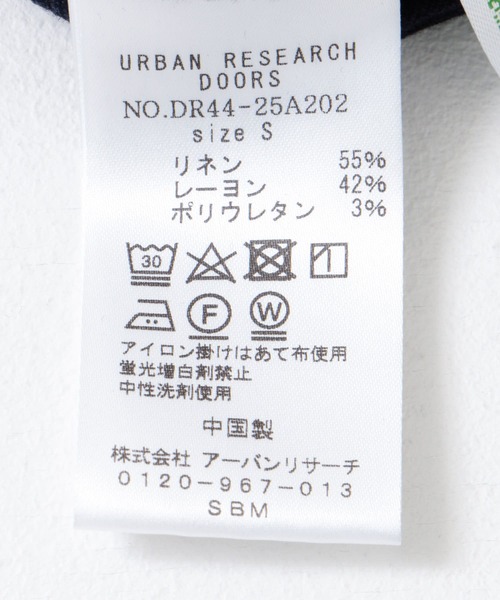 URBAN RESEARCH
DOORS
NO.DR44-25A202
size S
リネン 55%
レーヨン 42%
ポリウレタン 3%
30
F W
アイロン掛けはあて布使用
蛍光増白剤禁止
中性洗剤使用
中国製
株式会社 アーバンリサーチ
0120-967-013
SBM